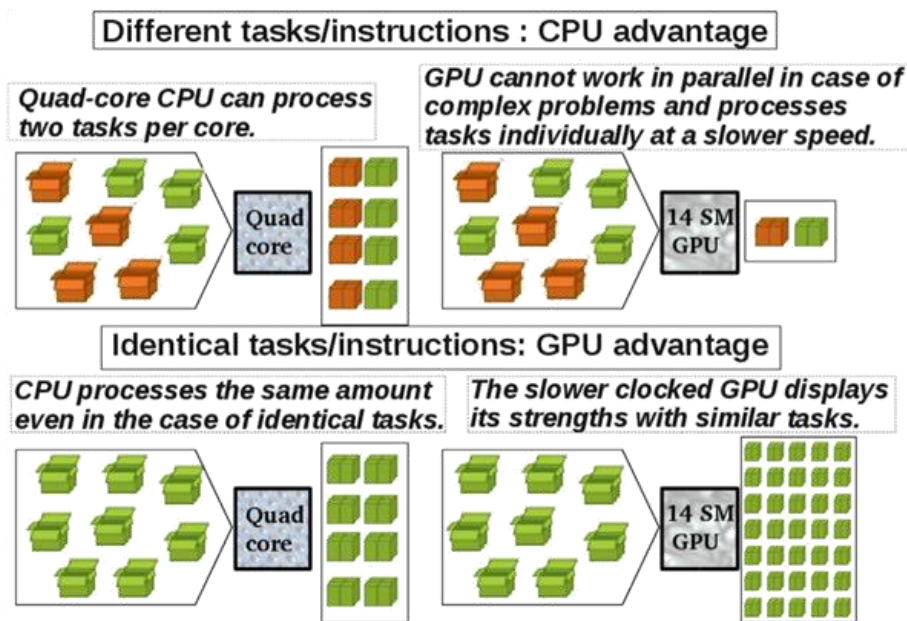 Different tasks/instructions : CPU advantage
Quad-core CPU can process
two tasks per core.
GPU cannot work in parallel in case of
complex problems and processes
tasks individually at a slower speed.
Quad
core
14 SM
GPU
Identical tasks/instructions: GPU advantage
CPU processes the same amount
even in the case of identical tasks.
The slower clocked GPU displays
its strengths with similar tasks.
Quad
core
14 SM
GPU